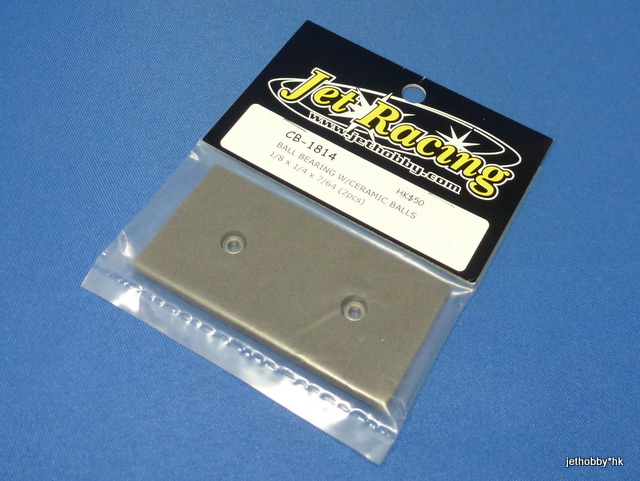 Jet Racing
www.jethobby.com
CB-1814
HK$50
BALL BEARING W/CERAMIC BALLS
1/8 x 1/4 x 7/64 (2pcs)
jethobby*hk